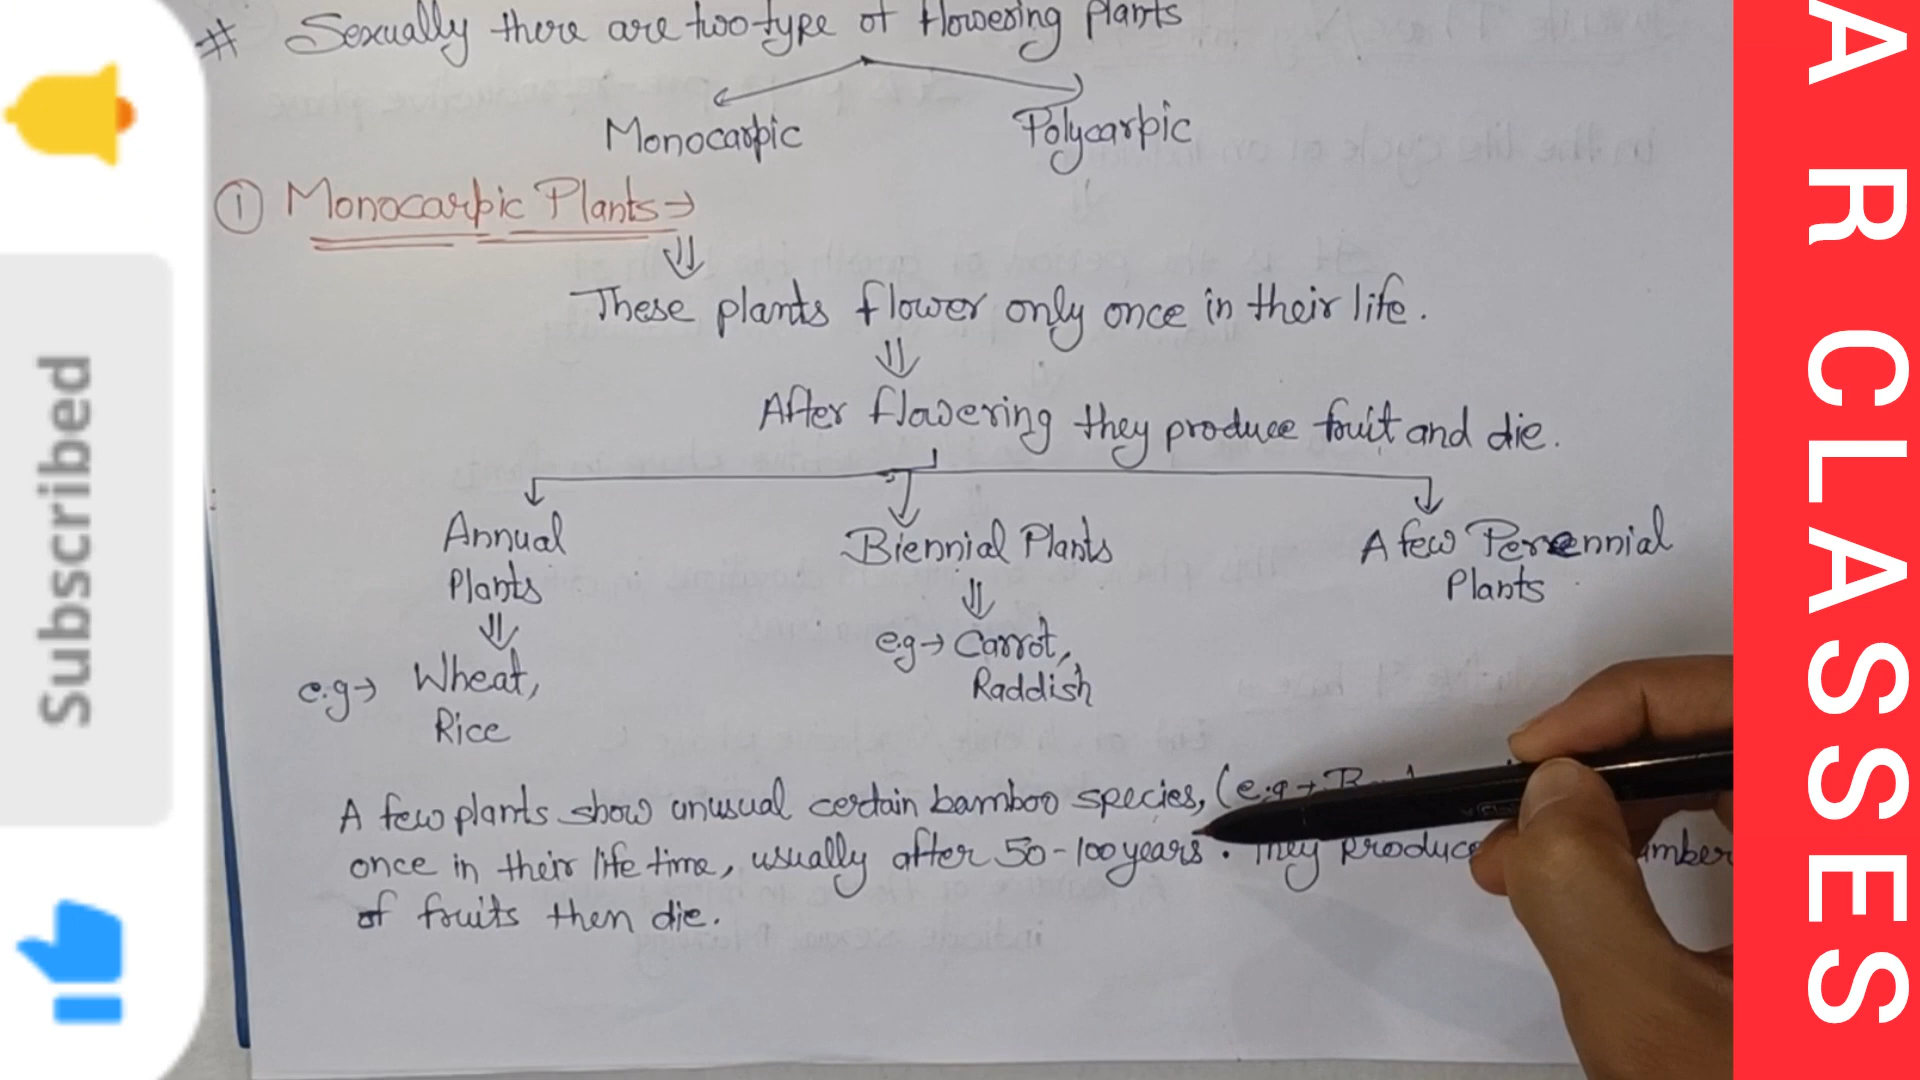 # Sexually there are two type of flowering plants
Monocarpic Polycarpic
① Monocarpic Plants →
These plants flower only once in their life.
After flowering they produce fruit and die.
Annual Plants
Biennial Plants
A few Perennial Plants
e.g → Wheat,
Rice
e.g → Carrot,
Raddish
A few plants show unusual certain bamboo species, (e.g →
once in their life time, usually after 50-100 years. They produce
of fruits then die.
Subscribed
A R CLASSES